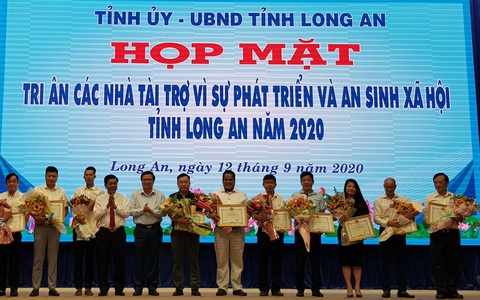 TỈNH ỦY - UBND TỈNH LONG AN
HỌP MẶT
TRI ÂN CÁC NHÀ TÀI TRỢ VÌ SỰ PHÁT TRIỂN VÀ AN SINH XÃ HỘI
TỈNH LONG AN NĂM 2020
Long An, ngày 12 tháng 9 năm 2020